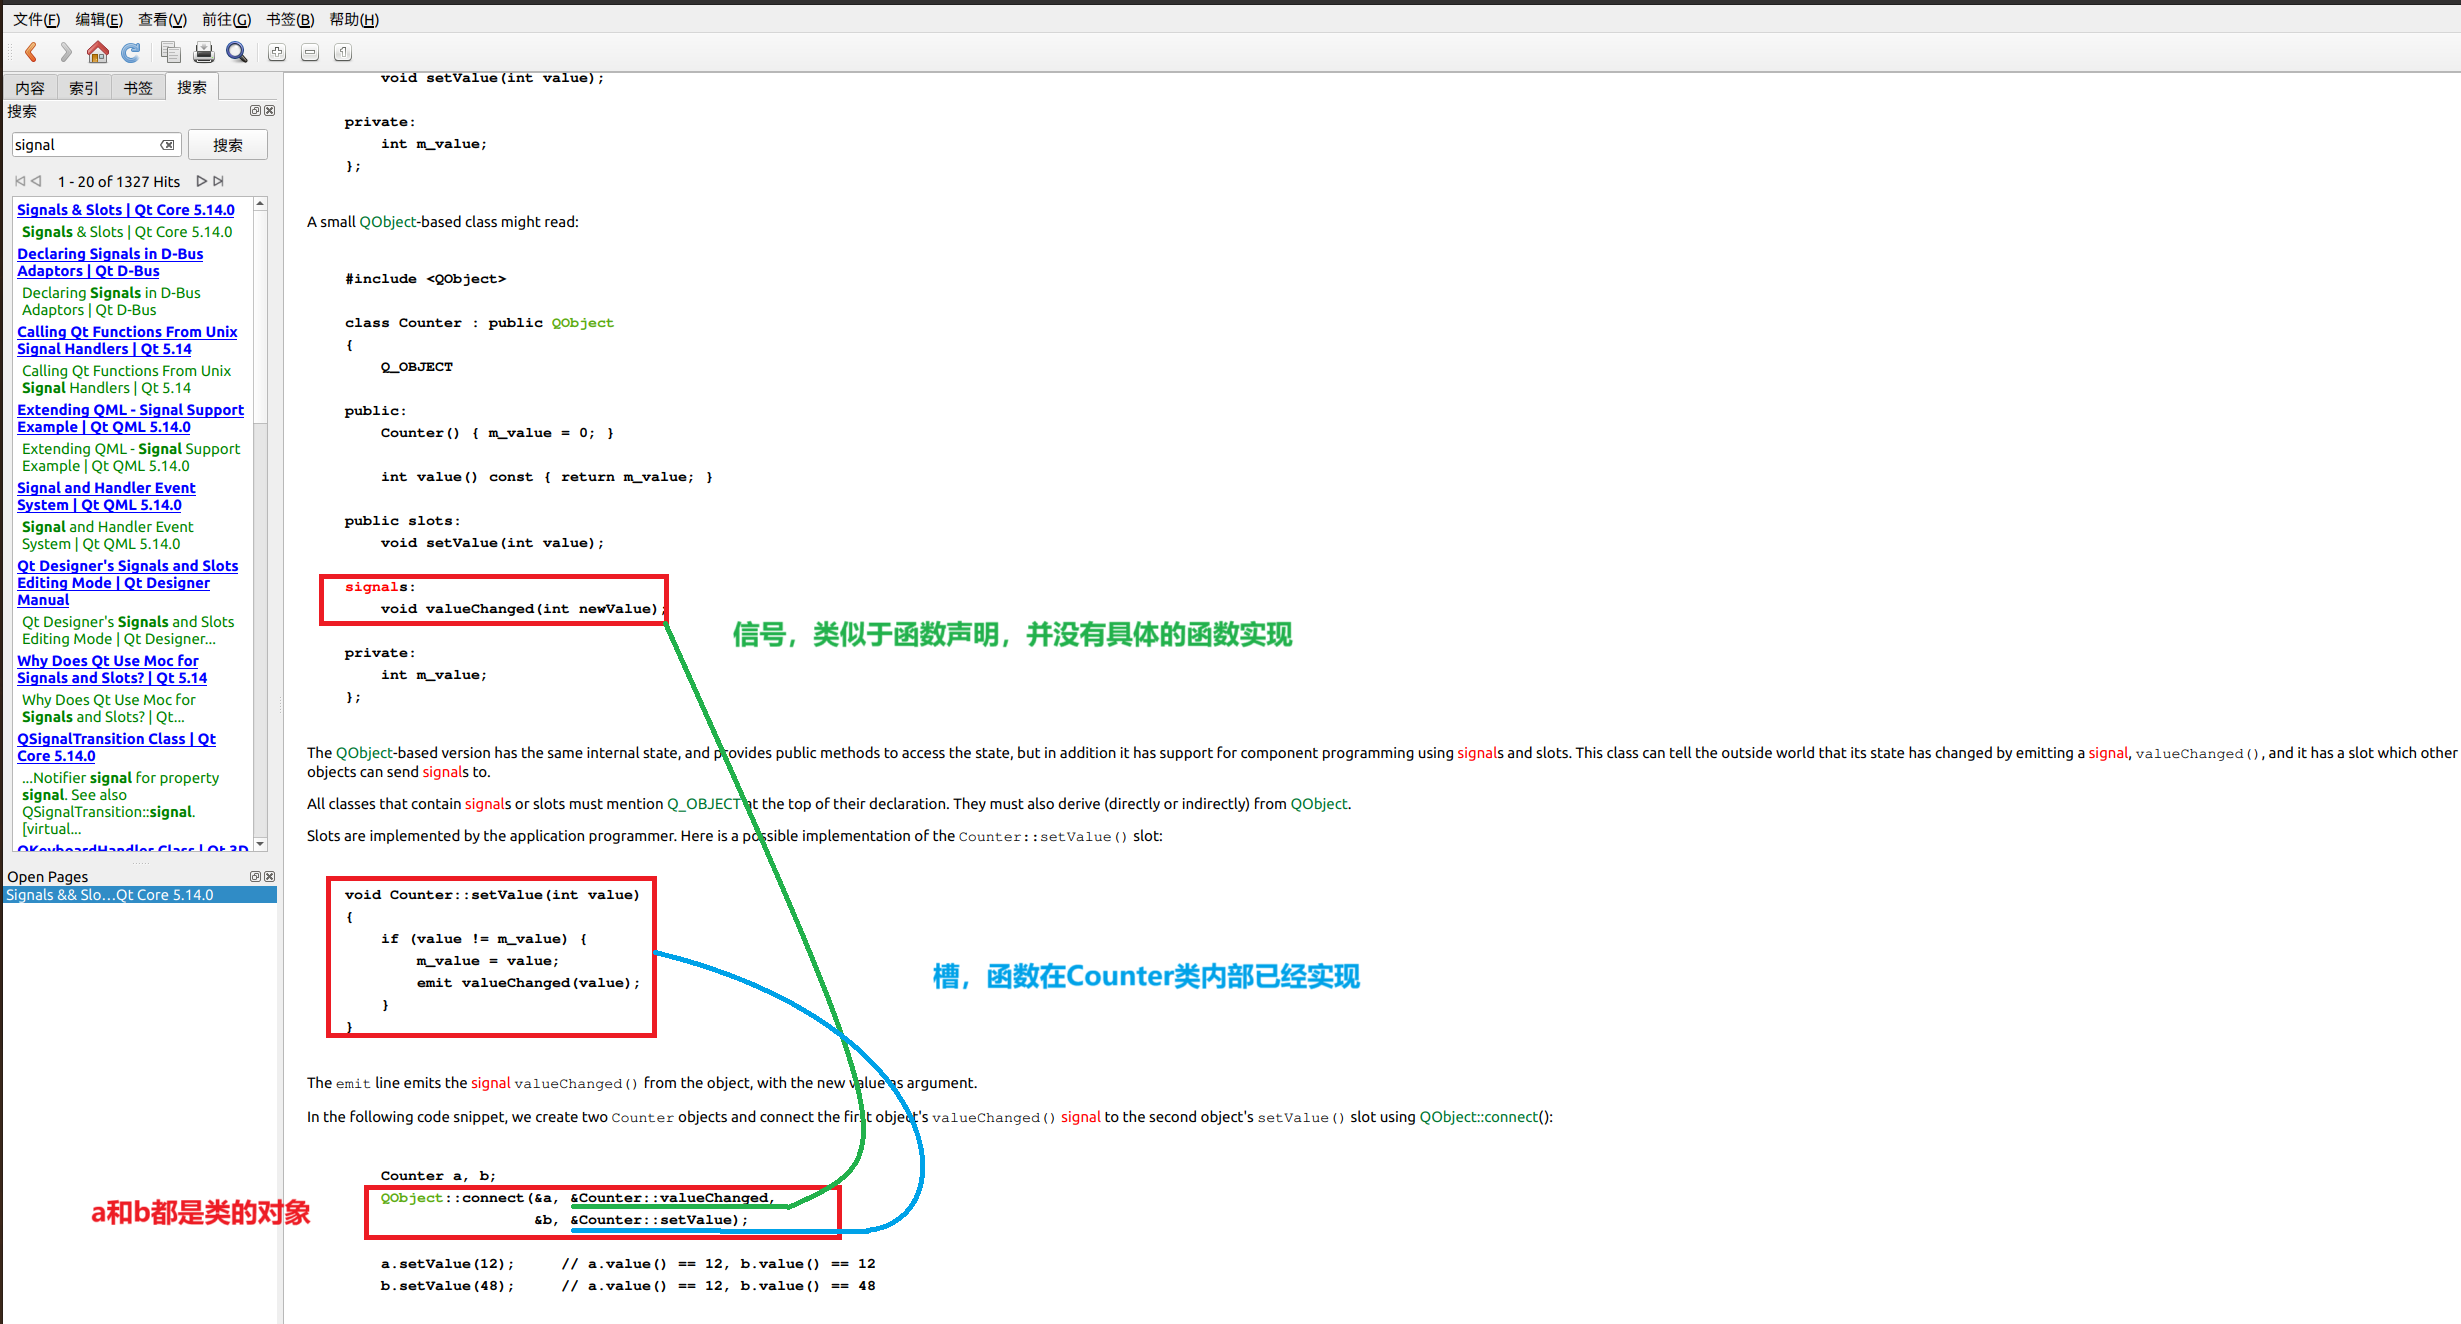 文件(F) 编辑(E) 查看(V) 前往(G) 书签(B) 帮助(H)
内容 索引 书签 搜索
搜索
signal 搜索
1 - 20 of 1327 Hits
Signals & Slots | Qt Core 5.14.0
Signals & Slots | Qt Core 5.14.0
Declaring Signals in D-Bus
Adaptors | Qt D-Bus
Declaring Signals in D-Bus
Adaptors | Qt D-Bus
Calling Qt Functions From Unix
Signal Handlers | Qt 5.14
Calling Qt Functions From Unix
Signal Handlers | Qt 5.14
Extending QML - Signal Support
Example | Qt QML 5.14.0
Extending QML - Signal Support
Example | Qt QML 5.14.0
Signal and Handler Event
System | Qt QML 5.14.0
Signal and Handler Event
System | Qt QML 5.14.0
Qt Designer's Signals and Slots
Editing Mode | Qt Designer
Manual
Qt Designer's Signals and Slots
Editing Mode | Qt Designer...
Why Does Qt Use Moc for
Signals and Slots? | Qt 5.14
Why Does Qt Use Moc for
Signals and Slots? | Qt...
QSignalTransition Class | Qt
Core 5.14.0
...Notifier signal for property
signal. See also
QSignalTransition::signal.
[virtual...
QKeyboardHandler Class | Qt 3D
Open Pages
Signals && Slo...Qt Core 5.14.0
void setValue(int value);
private:
int m_value;
};
A small QObject-based class might read:
#include <QObject>
class Counter : public QObject
{
Q_OBJECT
public:
Counter() { m_value = 0; }
int value() const { return m_value; }
public slots:
void setValue(int value);
signals:
void valueChanged(int newValue);
信号，类似于函数声明，并没有具体的函数实现
private:
int m_value;
};
The QObject-based version has the same internal state, and provides public methods to access the state, but in addition it has support for component programming using signals and slots. This class can tell the outside world that its state has changed by emitting a signal, valueChanged(), and it has a slot which other
objects can send signals to.
All classes that contain signals or slots must mention Q_OBJECT at the top of their declaration. They must also derive (directly or indirectly) from QObject.
Slots are implemented by the application programmer. Here is a possible implementation of the Counter::setValue() slot:
void Counter::setValue(int value)
{
if (value != m_value) {
m_value = value;
emit valueChanged(value);
}
}
槽，函数在Counter类内部已经实现
The emit line emits the signal valueChanged() from the object, with the new value as argument.
In the following code snippet, we create two Counter objects and connect the first object's valueChanged() signal to the second object's setValue() slot using QObject::connect():
Counter a, b;
QObject::connect(&a, &Counter::valueChanged,
&b, &Counter::setValue);
a和b都是类的对象
a.setValue(12); // a.value() == 12, b.value() == 12
b.setValue(48); // a.value() == 12, b.value() == 48